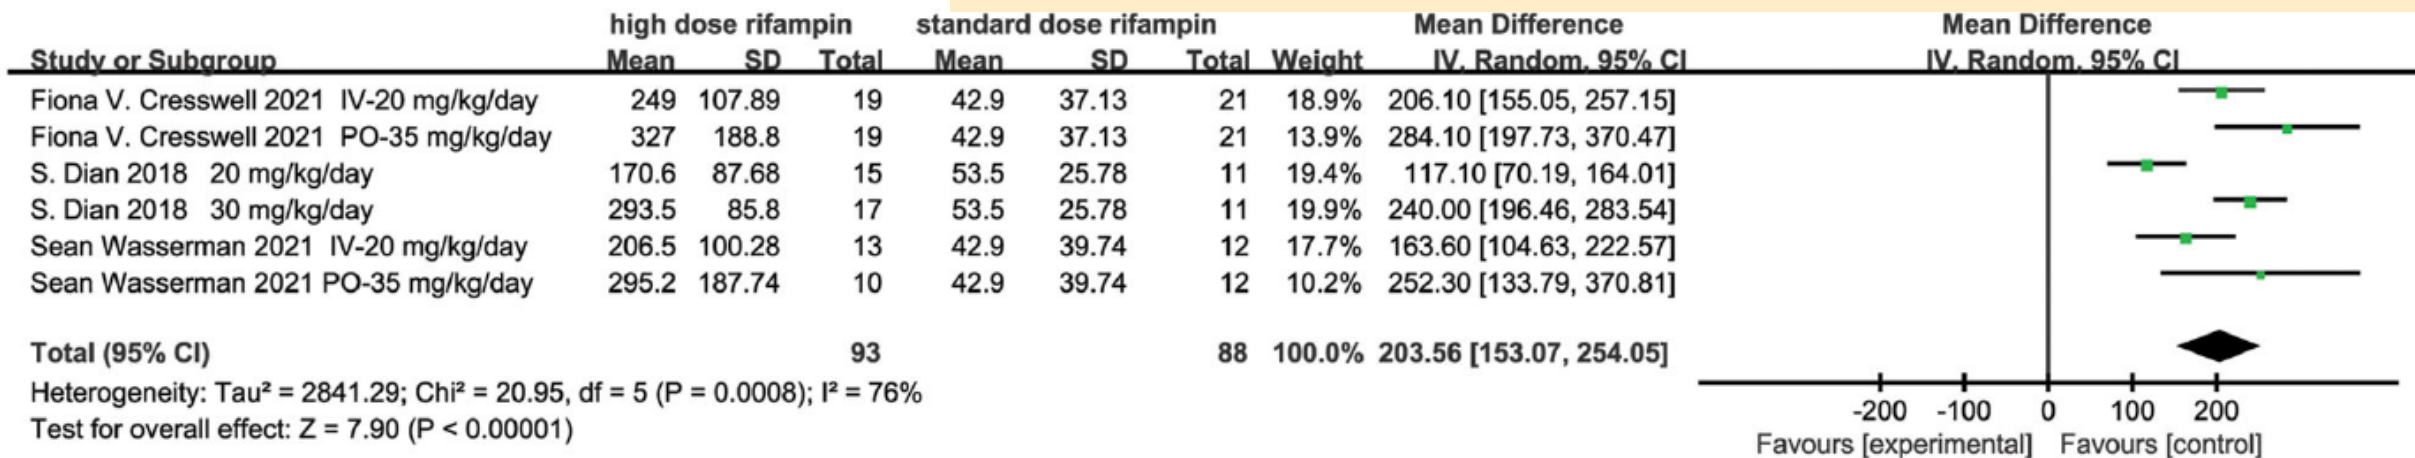 high dose rifampin standard dose rifampin Mean Difference Mean Difference
Study or Subgroup Mean SD Total Mean SD Total Weight IV, Random, 95% CI IV, Random, 95% CI
Fiona V. Cresswell 2021 IV-20 mg/kg/day 249 107.89 19 42.9 37.13 21 18.9% 206.10 [155.05, 257.15]
Fiona V. Cresswell 2021 PO-35 mg/kg/day 327 188.8 19 42.9 37.13 21 13.9% 284.10 [197.73, 370.47]
S. Dian 2018 20 mg/kg/day 170.6 87.68 15 53.5 25.78 11 19.4% 117.10 [70.19, 164.01]
S. Dian 2018 30 mg/kg/day 293.5 85.8 17 53.5 25.78 11 19.9% 240.00 [196.46, 283.54]
Sean Wasserman 2021 IV-20 mg/kg/day 206.5 100.28 13 42.9 39.74 12 17.7% 163.60 [104.63, 222.57]
Sean Wasserman 2021 PO-35 mg/kg/day 295.2 187.74 10 42.9 39.74 12 10.2% 252.30 [133.79, 370.81]
Total (95% CI) 93 88 100.0% 203.56 [153.07, 254.05]
Heterogeneity: Tau² = 2841.29; Chi² = 20.95, df = 5 (P = 0.0008); I² = 76%
Test for overall effect: Z = 7.90 (P < 0.00001)
-200 -100 0 100 200
Favours [experimental] Favours [control]